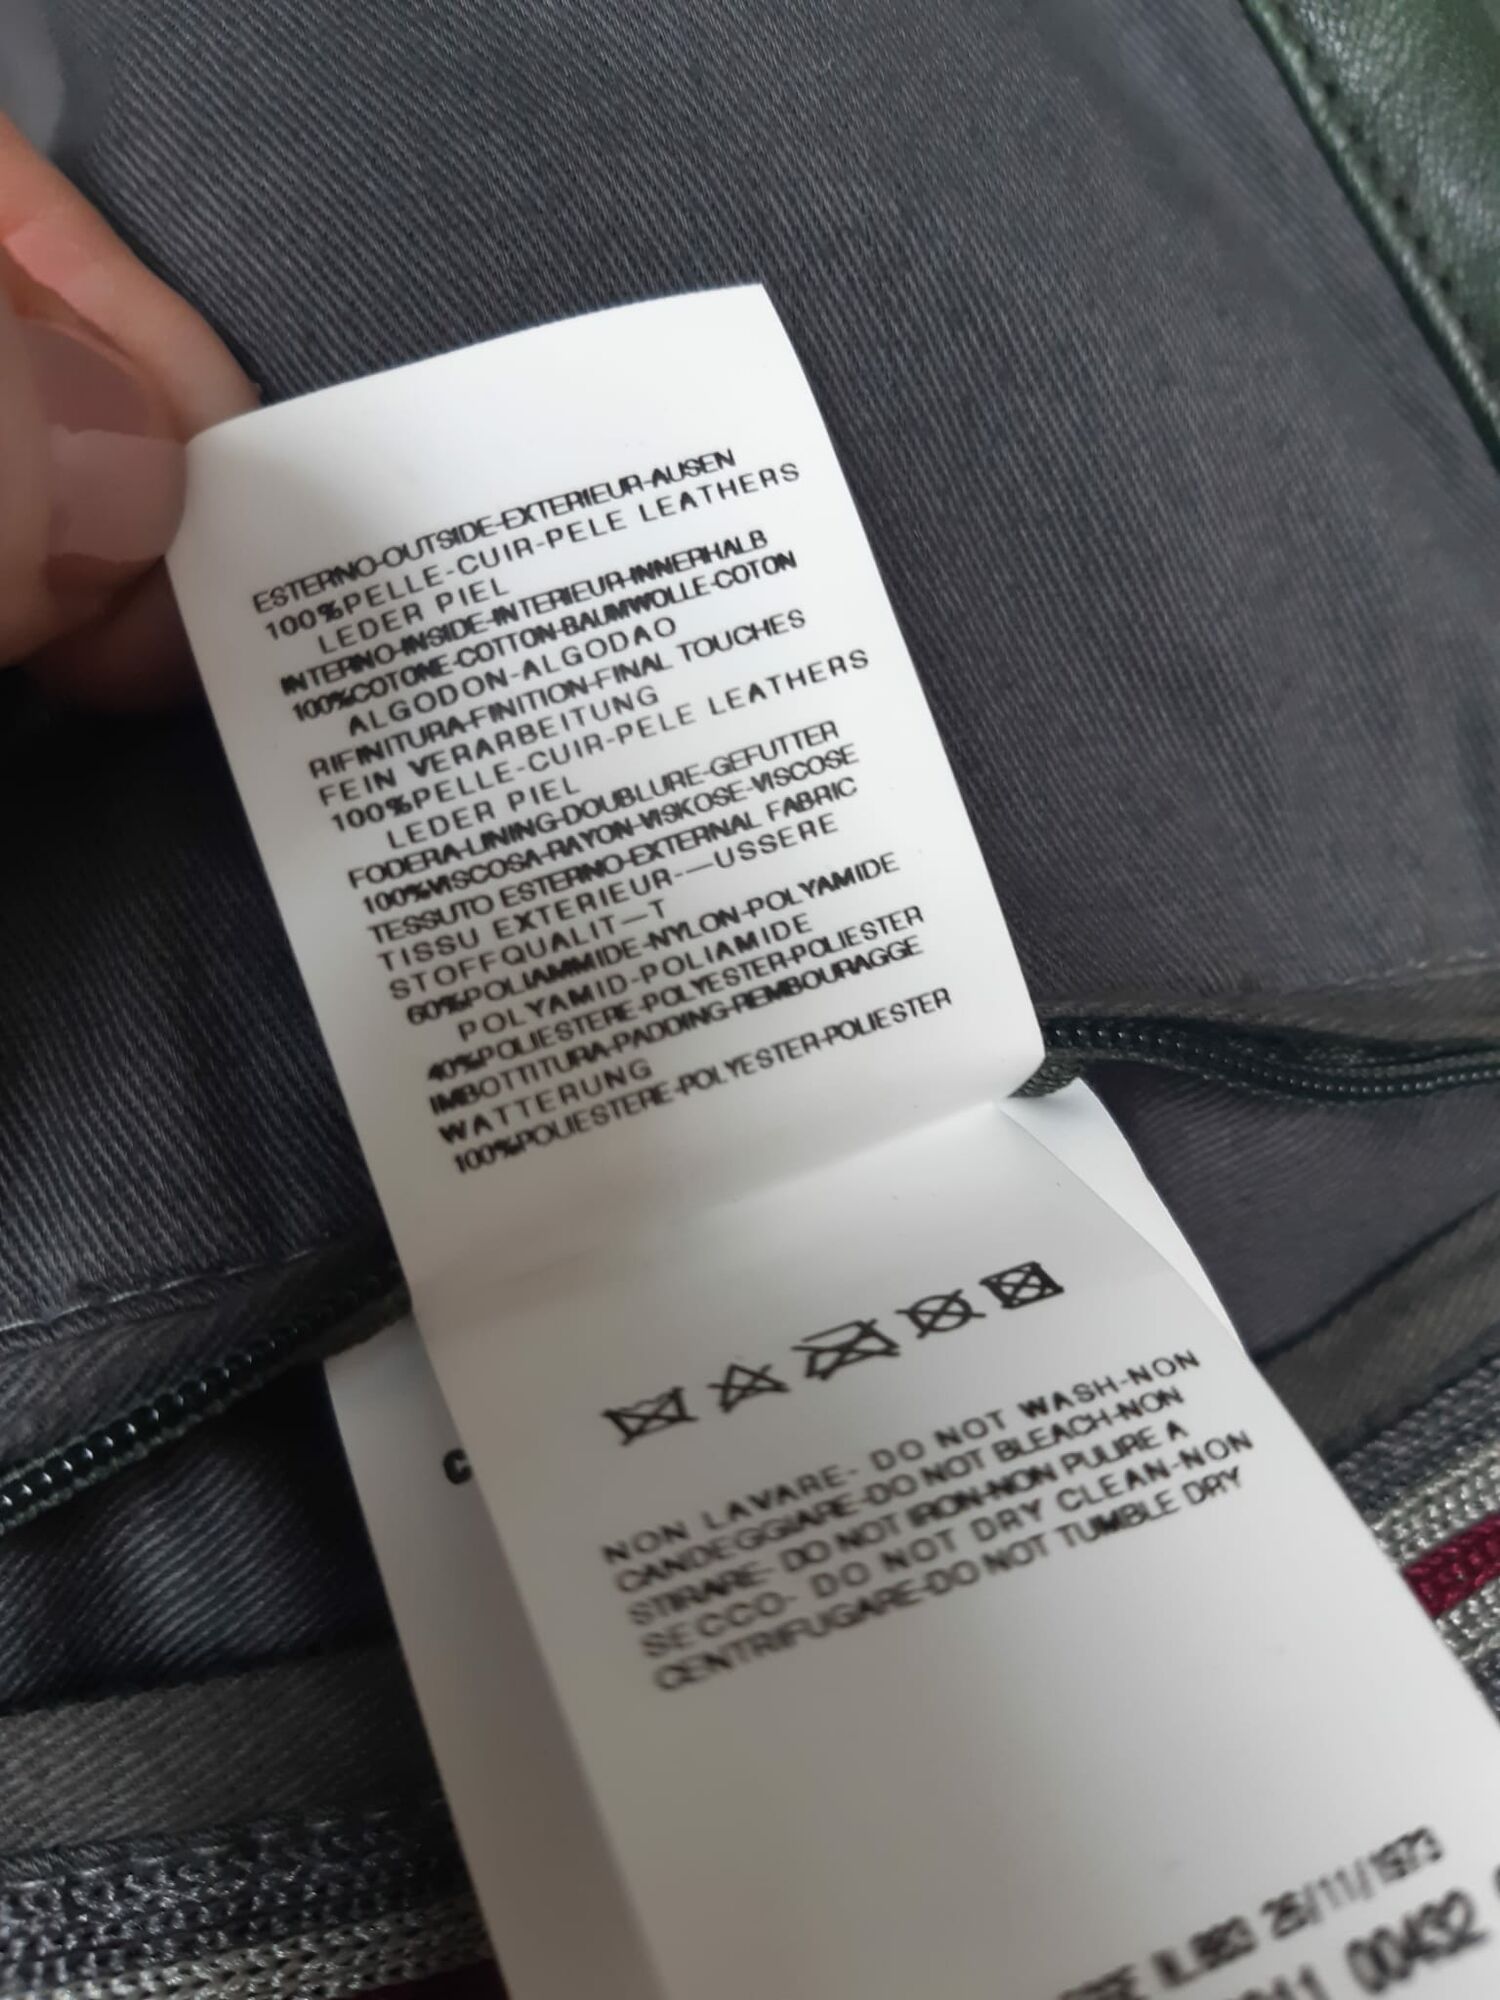 ESTERNO-OUTSIDE-EXTERIEUR-AUSEN
100%PELLE-CUIR-PELE LEATHERS
LEDER PIEL
INTERNO-INSIDE-INTERIEUR-INNERHALB
100%COTONE-COTTON-BAUMWOLLE-COTON
ALGODON-ALGODAO
RIFINITURA-FINITION-FINAL TOUCHES
FEIN VERARBEITUNG
100%PELLE-CUIR-PELE LEATHERS
LEDER PIEL
FODERA-LINING-DOUBLURE-GEFUTTER
100%VISCOSA-RAYON-VISKOSE-VISCOSE
TESSUTO ESTERNO-EXTERNAL FABRIC
TISSU EXTERIEUR-—USSERE
STOFFQUALIT—T
60%POLIAMMIDE-NYLON-POLYAMIDE
POLYAMID-POLIAMIDE
40%POLIESTERE-POLYESTER-POLIESTER
IMBOTTITURA-PADDING-REMBOURAGGE
WATTERUNG
100%POLIESTERE-POLYESTER-POLIESTER
C
NON LAVARE- DO NOT WASH-NON
CANDEGGIARE-DO NOT BLEACH-NON
STIRARE- DO NOT IRON-NON PULIRE A
SECCO- DO NOT DRY CLEAN-NON
CENTRIFUGARE-DO NOT TUMBLE DRY
26/11/1973
00432